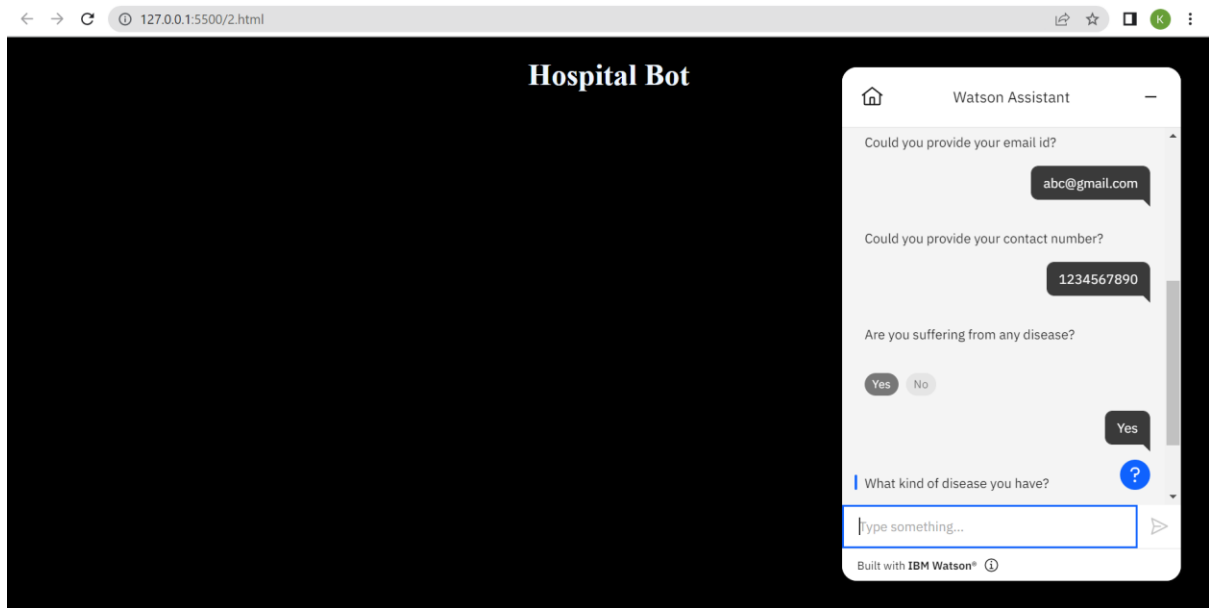 127.0.0.1:5500/2.html
K
Hospital Bot
Watson Assistant
Could you provide your email id?
abc@gmail.com
Could you provide your contact number?
1234567890
Are you suffering from any disease?
Yes No
Yes
What kind of disease you have?
?
Type something...
Built with IBM Watson®